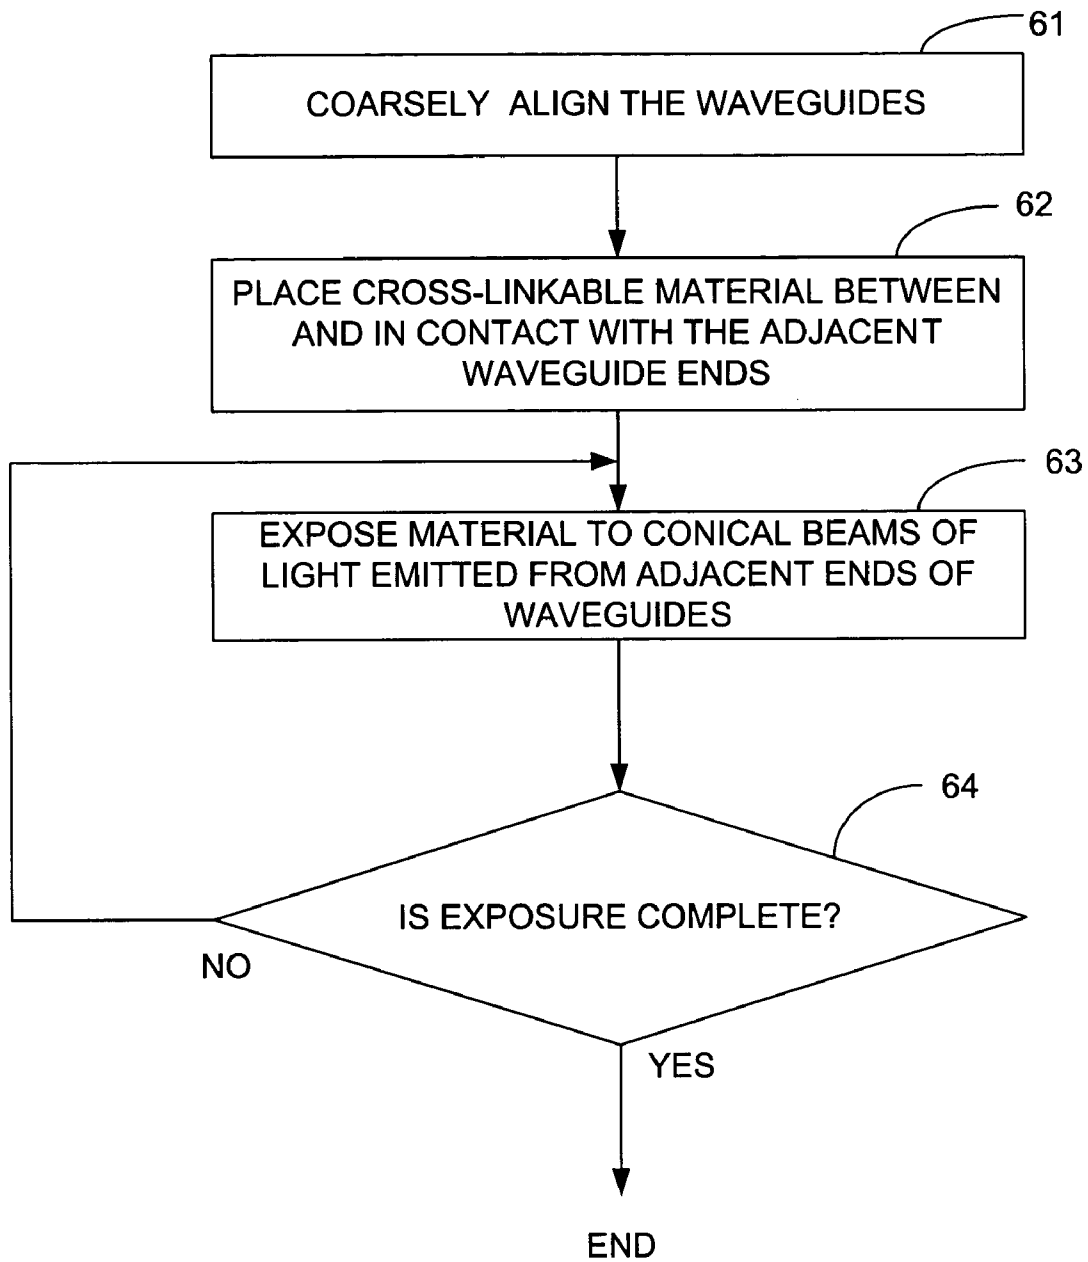 61
COARSELY ALIGN THE WAVEGUIDES
62
PLACE CROSS-LINKABLE MATERIAL BETWEEN
AND IN CONTACT WITH THE ADJACENT
WAVEGUIDE ENDS
63
EXPOSE MATERIAL TO CONICAL BEAMS OF
LIGHT EMITTED FROM ADJACENT ENDS OF
WAVEGUIDES
64
IS EXPOSURE COMPLETE?
NO
YES
END